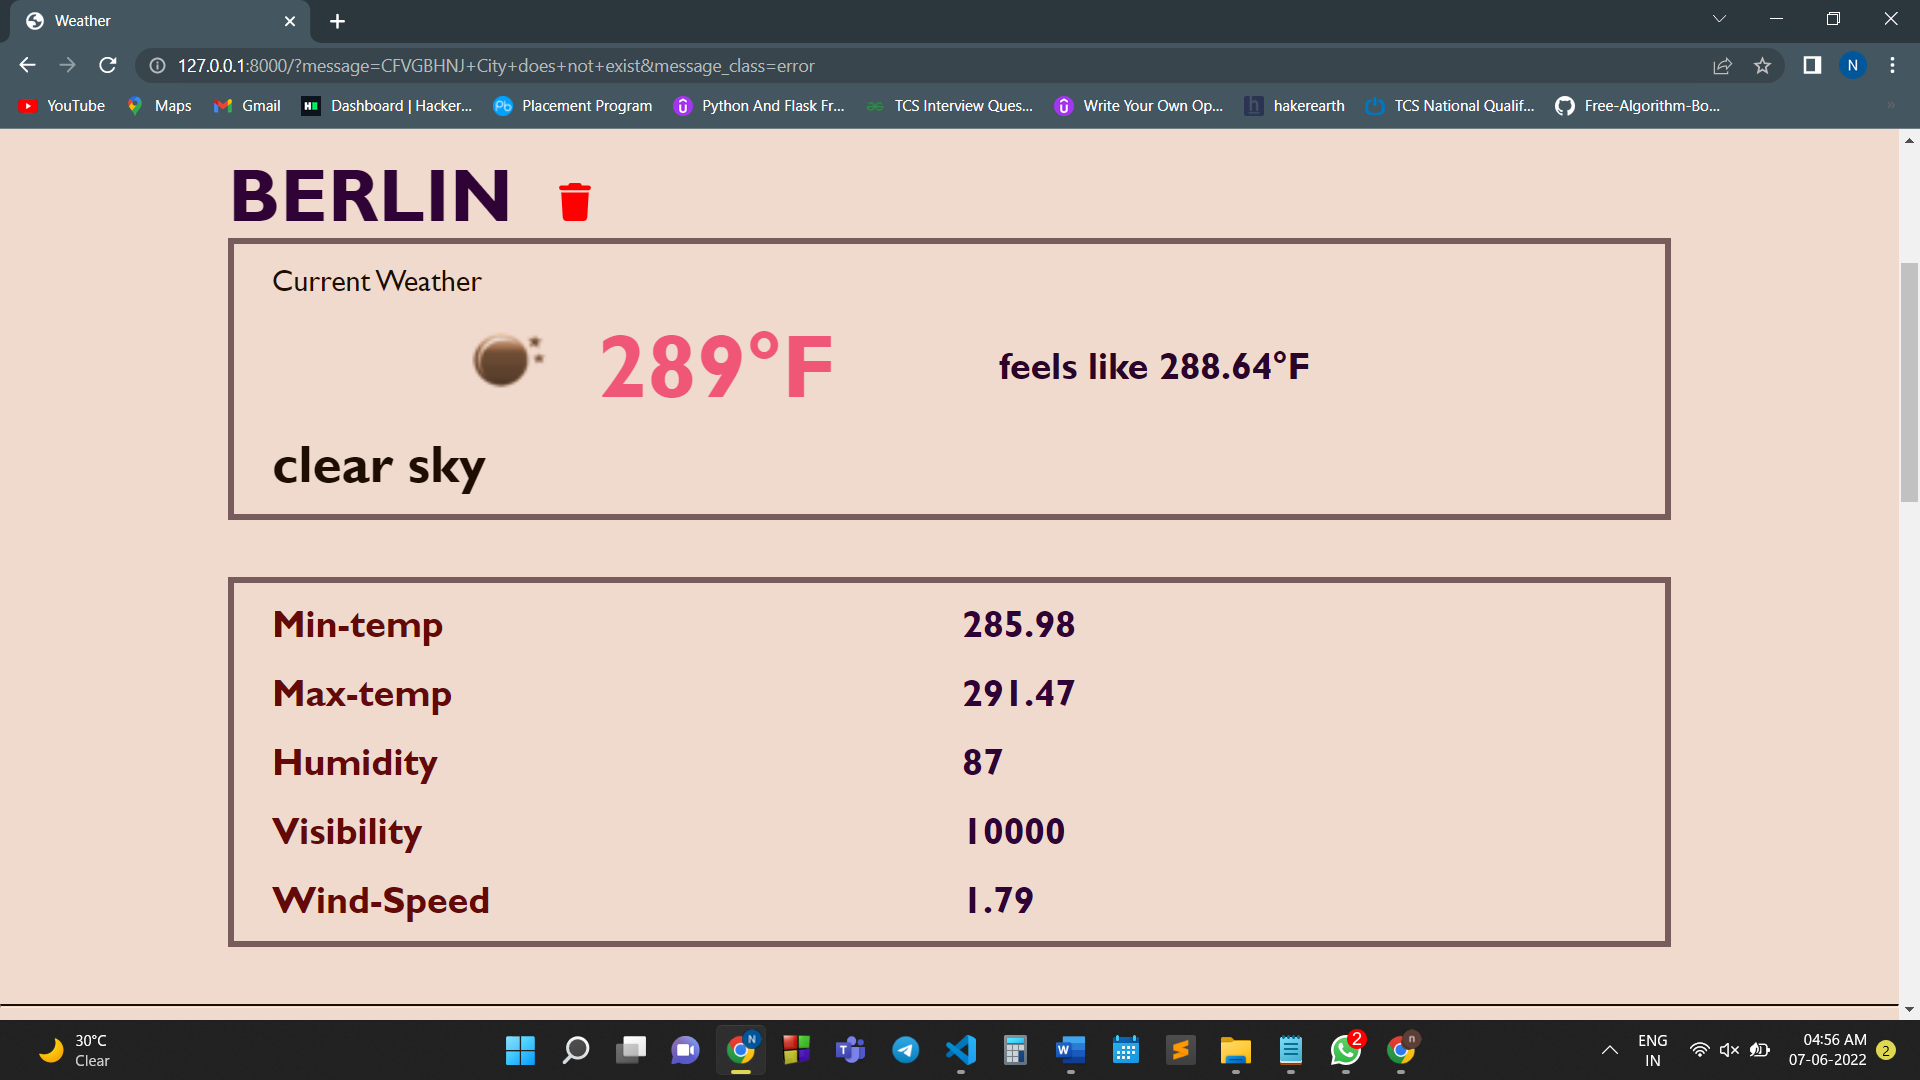 Weather
127.0.0.1:8000/?message=CFVGBHNJ+City+does+not+exist&message_class=error
N
YouTube Maps Gmail Dashboard | Hacker... Placement Program Python And Flask Fr... TCS Interview Ques... Write Your Own Op... hakerearth TCS National Qualif... Free-Algorithm-Bo...
BERLIN
Current Weather
289°F feels like 288.64°F
clear sky
Min-temp 285.98
Max-temp 291.47
Humidity 87
Visibility 10000
Wind-Speed 1.79
30°C
Clear
2
ENG
IN
04:56 AM
07-06-2022
2